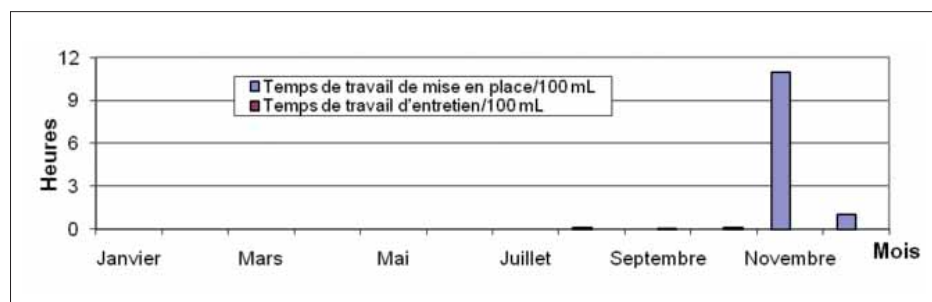 12
Temps de travail de mise en place/100 mL
Temps de travail d'entretien/100 mL
9
6
3
0
Heures
Janvier Mars Mai Juillet Septembre Novembre Mois